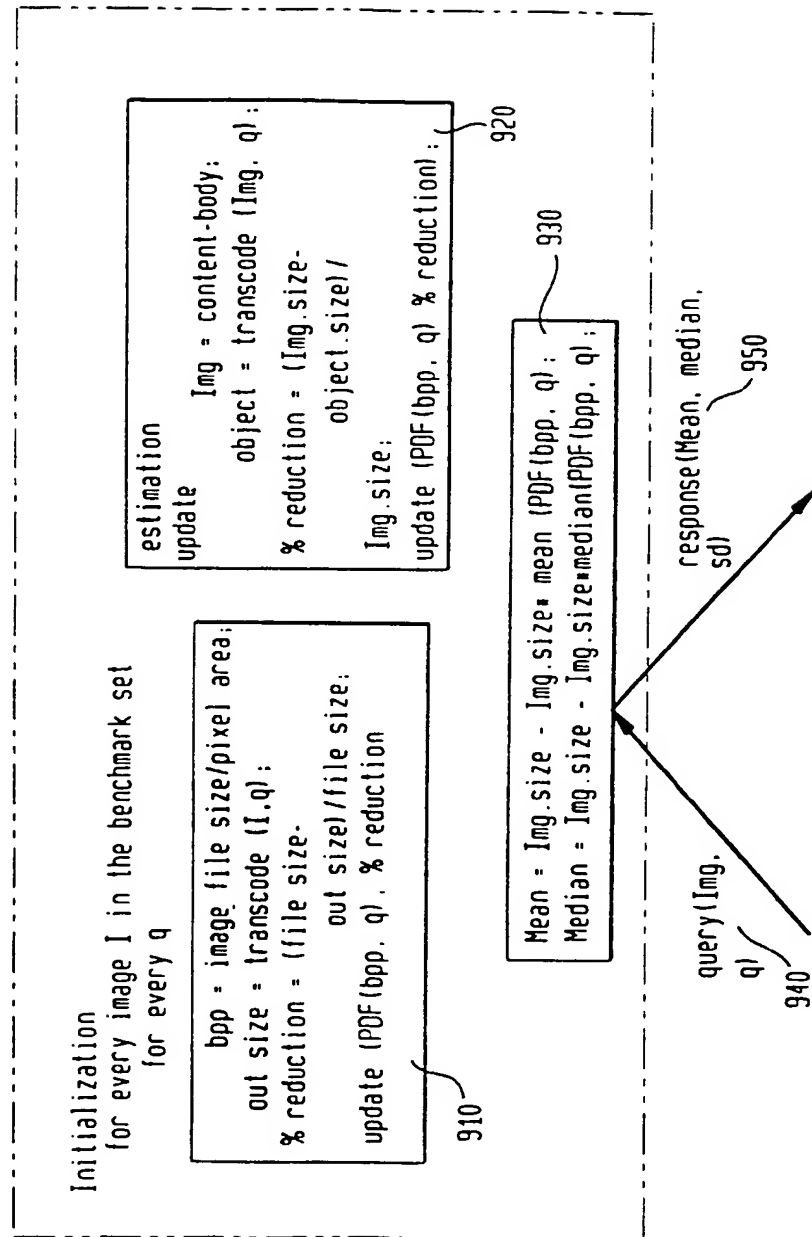 Initialization
for every image I in the benchmark set
for every q
bpp = image file size/pixel area;
out size = transcode (I,q);
% reduction = (file size-
out size)/file size;
update (PDF(bpp, q), % reduction
910
estimation
update
Img = content-body;
object = transcode (Img, q);
% reduction = (Img.size-
object.size)/
Img.size;
update (PDF(bpp, q) % reduction);
920
Mean = Img.size - Img.size* mean (PDF(bpp, q);
Median = Img.size - Img.size*median(PDF(bpp, q);
930
query(Img,
q)
940
response(Mean, median,
sd)
950